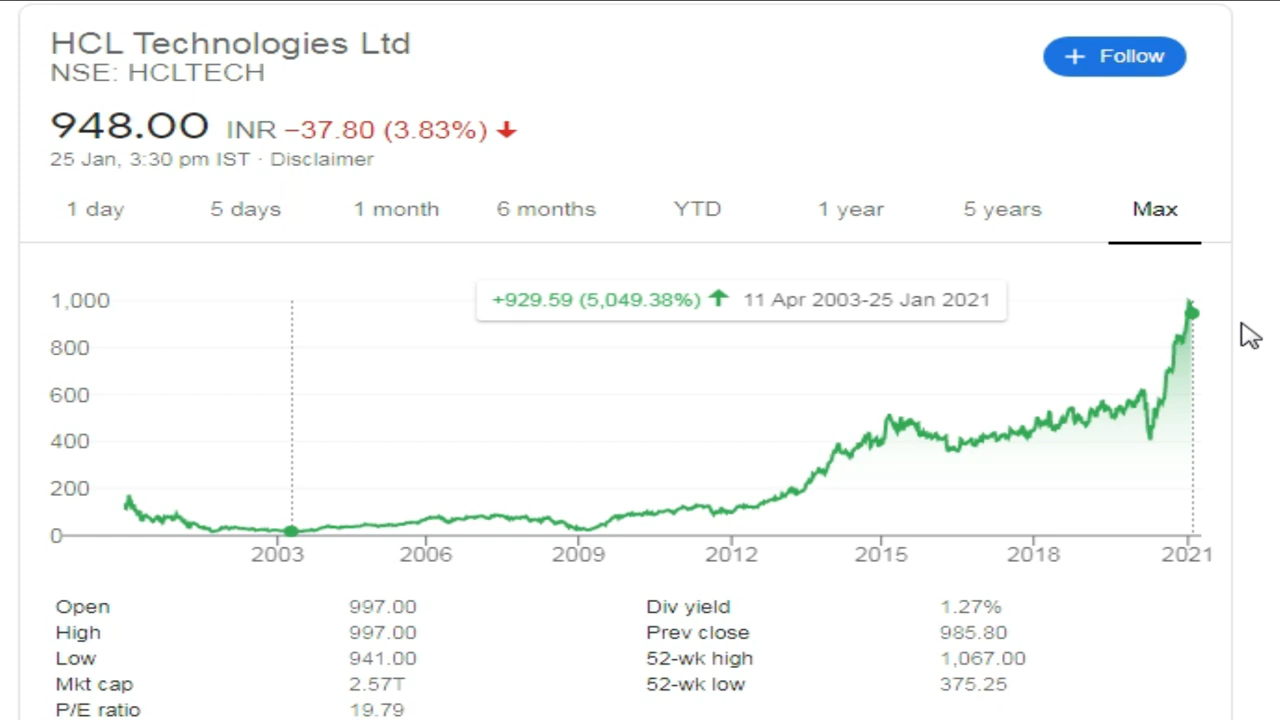 HCL Technologies Ltd
NSE: HCLTECH
+ Follow
948.00 INR −37.80 (3.83%) ↓
25 Jan, 3:30 pm IST · Disclaimer
1 day 5 days 1 month 6 months YTD 1 year 5 years Max
+929.59 (5,049.38%) ↑ 11 Apr 2003-25 Jan 2021
1,000
800
600
400
200
0
2003 2006 2009 2012 2015 2018 2021
Open 997.00 Div yield 1.27%
High 997.00 Prev close 985.80
Low 941.00 52-wk high 1,067.00
Mkt cap 2.57T 52-wk low 375.25
P/E ratio 19.79